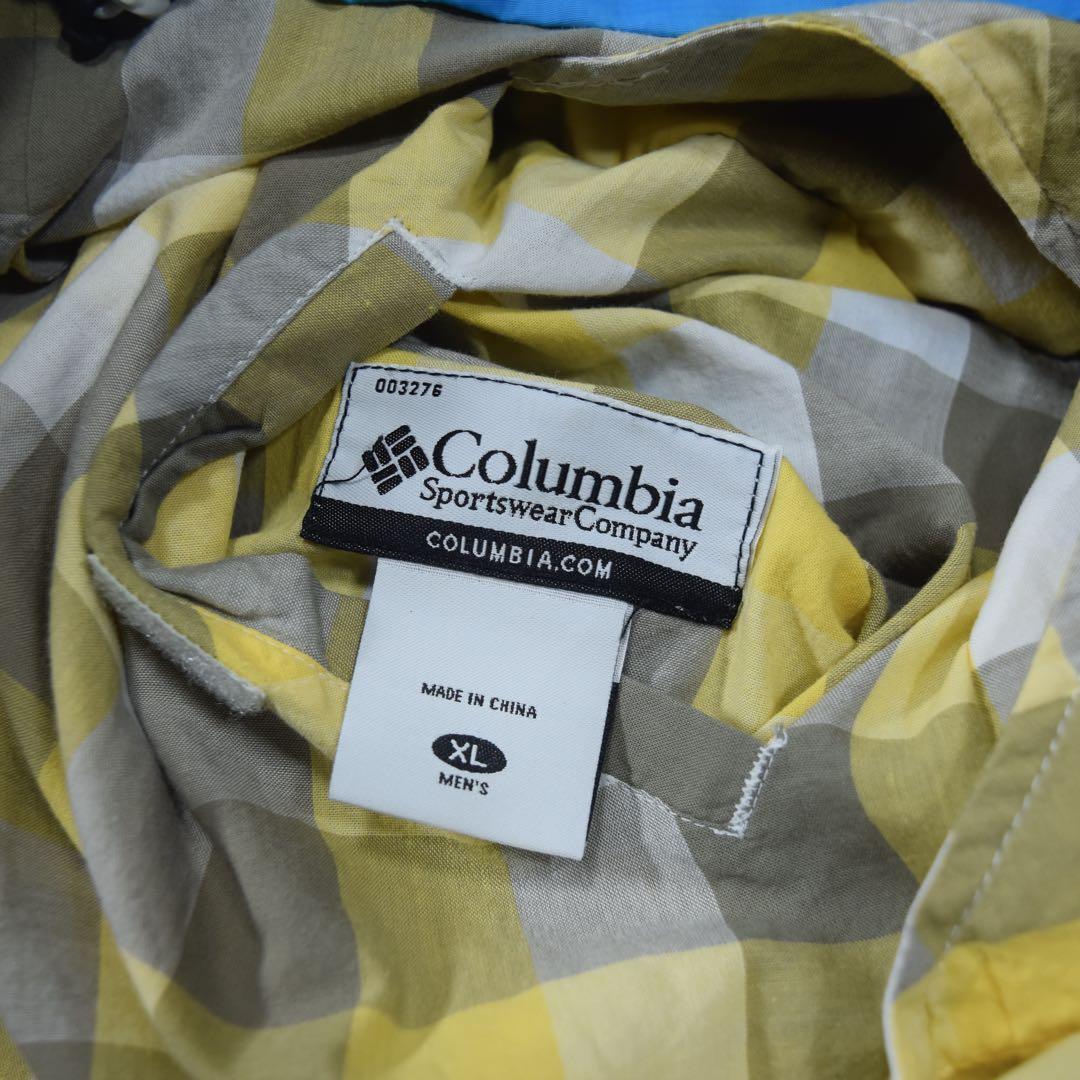 003276
Columbia
Sportswear Company
COLUMBIA.COM
MADE IN CHINA
XL
MEN'S